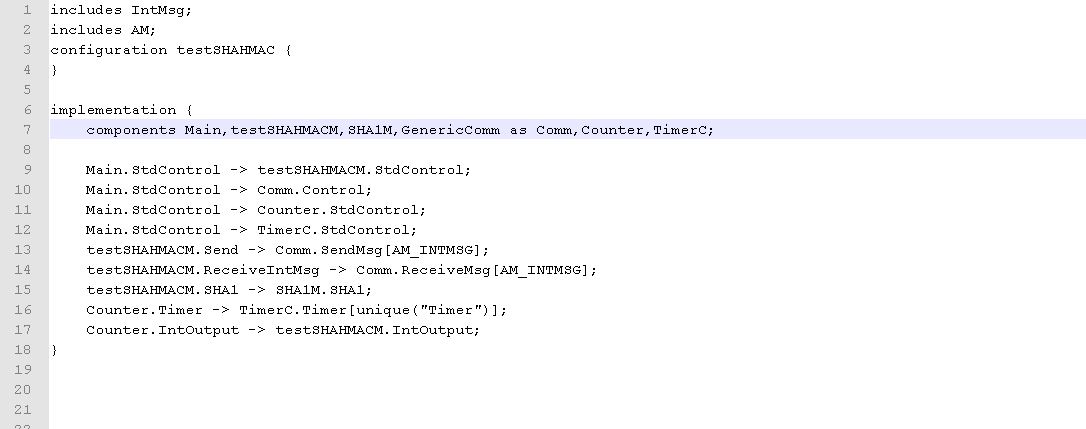 1 includes IntMsg;
2 includes AM;
3 configuration testSHAHMAC {
4 }
5
6 implementation {
7     components Main,testSHAHMACM,SHA1M,GenericComm as Comm,Counter,TimerC;
8
9     Main.StdControl -> testSHAHMACM.StdControl;
10     Main.StdControl -> Comm.Control;
11     Main.StdControl -> Counter.StdControl;
12     Main.StdControl -> TimerC.StdControl;
13     testSHAHMACM.Send -> Comm.SendMsg[AM_INTMSG];
14     testSHAHMACM.ReceiveIntMsg -> Comm.ReceiveMsg[AM_INTMSG];
15     testSHAHMACM.SHA1 -> SHA1M.SHA1;
16     Counter.Timer -> TimerC.Timer[unique("Timer")];
17     Counter.IntOutput -> testSHAHMACM.IntOutput;
18 }
19
20
21